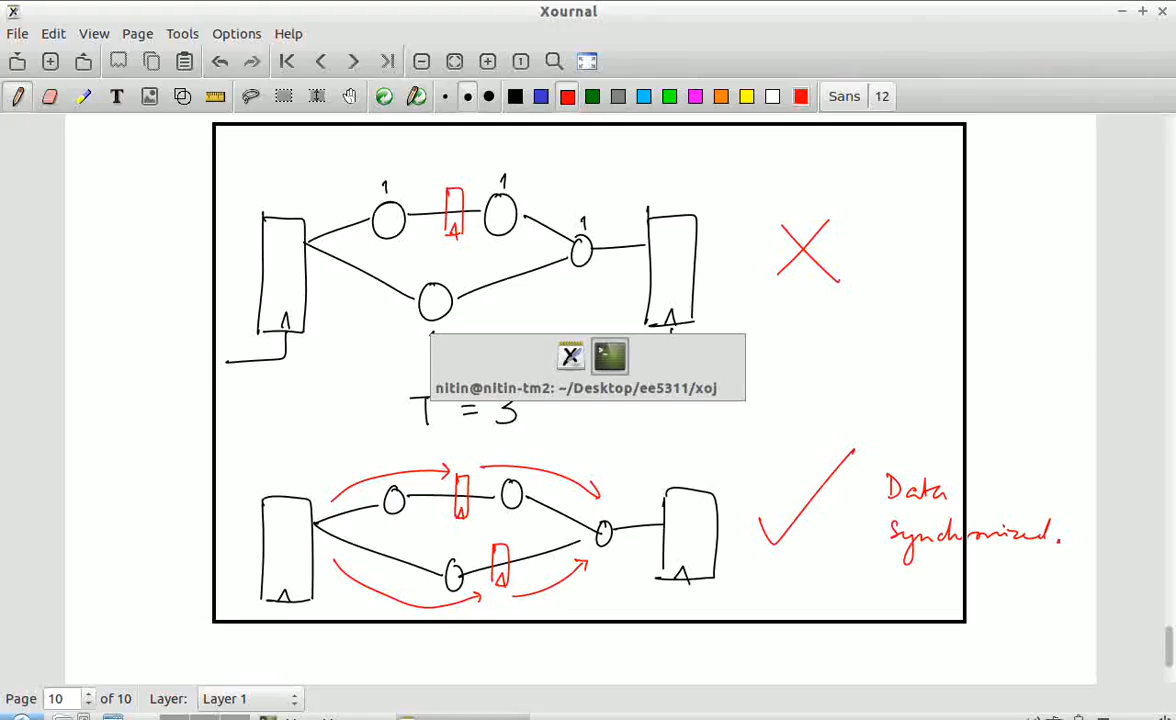 Xournal
File Edit View Page Tools Options Help
Sans 12
1 1
1
nitin@nitin-tm2: ~/Desktop/ee5311/xoj
T = 3
Data
Synchronized.
Page 10 of 10 Layer: Layer 1